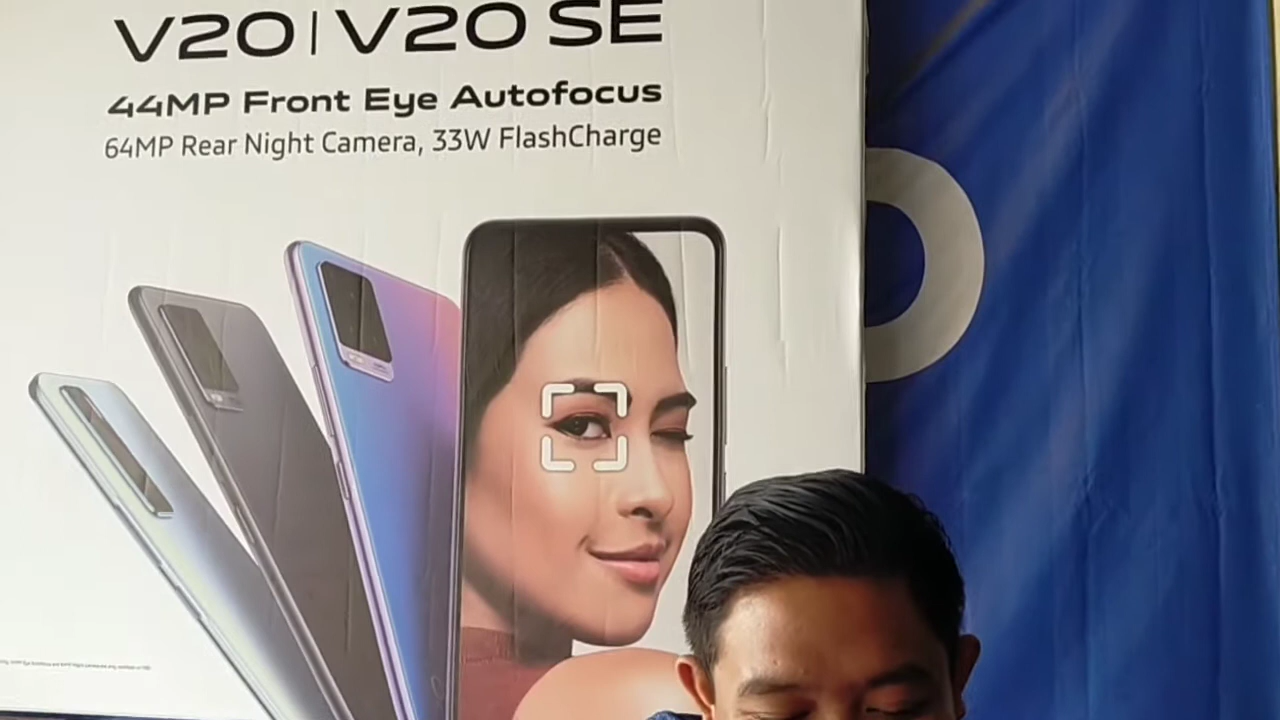 V20 | V20 SE
44MP Front Eye Autofocus
64MP Rear Night Camera, 33W FlashCharge
O